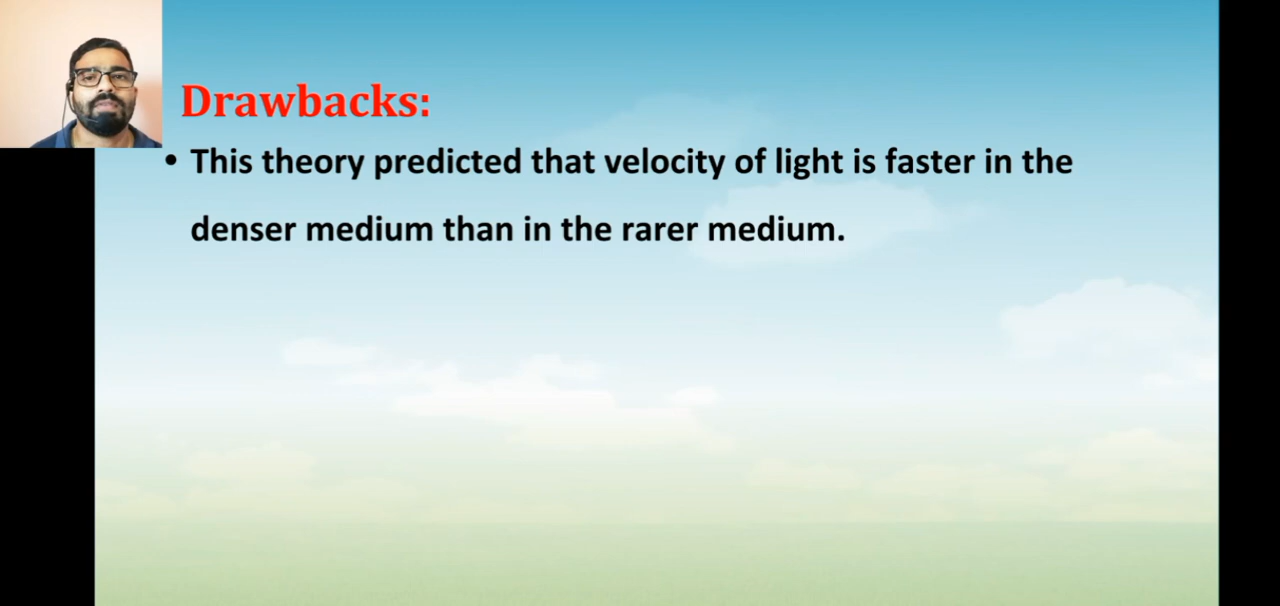 Drawbacks:
• This theory predicted that velocity of light is faster in the
denser medium than in the rarer medium.